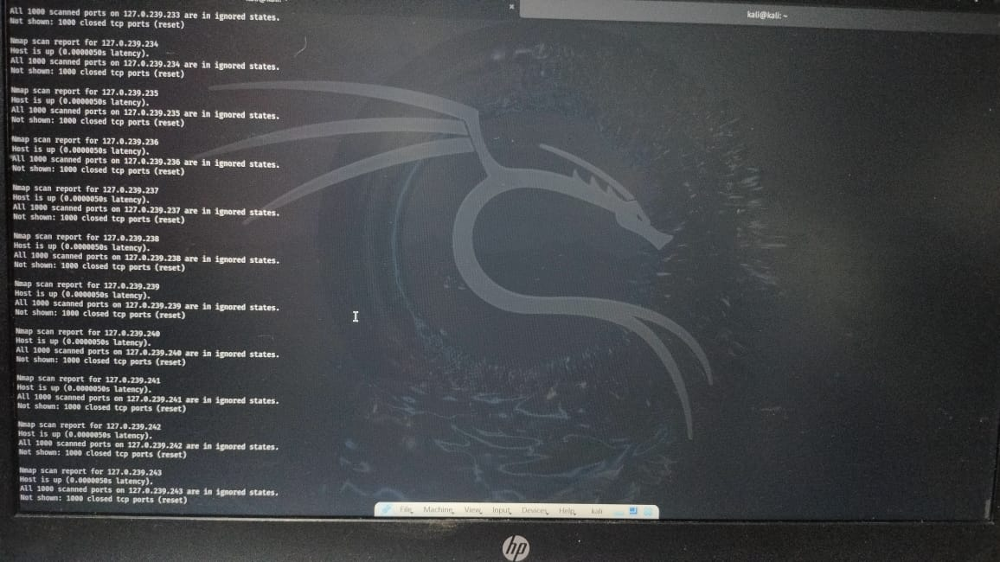 All 1000 scanned ports on 127.0.239.233 are in ignored states.
Not shown: 1000 closed tcp ports (reset)
kali@kali: ~
Nmap scan report for 127.0.239.234
Host is up (0.0000050s latency).
All 1000 scanned ports on 127.0.239.234 are in ignored states.
Not shown: 1000 closed tcp ports (reset)
Nmap scan report for 127.0.239.235
Host is up (0.0000050s latency).
All 1000 scanned ports on 127.0.239.235 are in ignored states.
Not shown: 1000 closed tcp ports (reset)
Nmap scan report for 127.0.239.236
Host is up (0.0000050s latency).
All 1000 scanned ports on 127.0.239.236 are in ignored states.
Not shown: 1000 closed tcp ports (reset)
Nmap scan report for 127.0.239.237
Host is up (0.0000050s latency).
All 1000 scanned ports on 127.0.239.237 are in ignored states.
Not shown: 1000 closed tcp ports (reset)
Nmap scan report for 127.0.239.238
Host is up (0.0000050s latency).
All 1000 scanned ports on 127.0.239.238 are in ignored states.
Not shown: 1000 closed tcp ports (reset)
Nmap scan report for 127.0.239.239
Host is up (0.0000050s latency).
All 1000 scanned ports on 127.0.239.239 are in ignored states.
Not shown: 1000 closed tcp ports (reset)
Nmap scan report for 127.0.239.240
Host is up (0.0000050s latency).
All 1000 scanned ports on 127.0.239.240 are in ignored states.
Not shown: 1000 closed tcp ports (reset)
Nmap scan report for 127.0.239.241
Host is up (0.0000050s latency).
All 1000 scanned ports on 127.0.239.241 are in ignored states.
Not shown: 1000 closed tcp ports (reset)
Nmap scan report for 127.0.239.242
Host is up (0.0000050s latency).
All 1000 scanned ports on 127.0.239.242 are in ignored states.
Not shown: 1000 closed tcp ports (reset)
Nmap scan report for 127.0.239.243
Host is up (0.0000050s latency).
All 1000 scanned ports on 127.0.239.243 are in ignored states.
Not shown: 1000 closed tcp ports (reset)
File Machine View Input Devices Help kali
hp